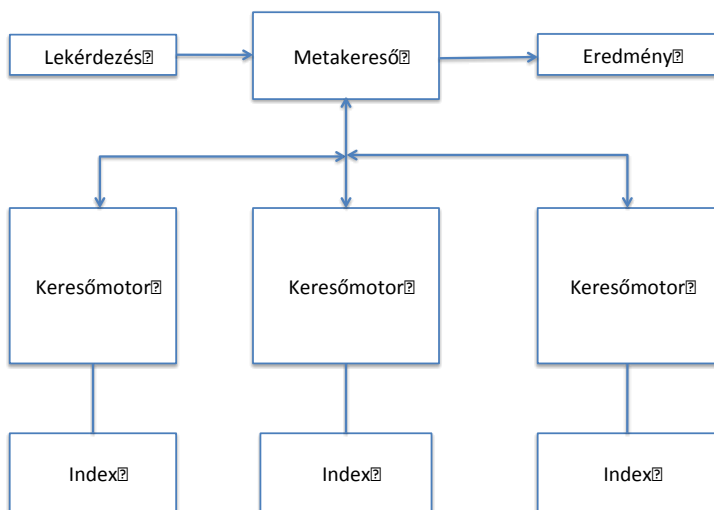 Lekérdezés⍰
Metakereső⍰
Eredmény⍰
Keresőmotor⍰
Keresőmotor⍰
Keresőmotor⍰
Index⍰
Index⍰
Index⍰